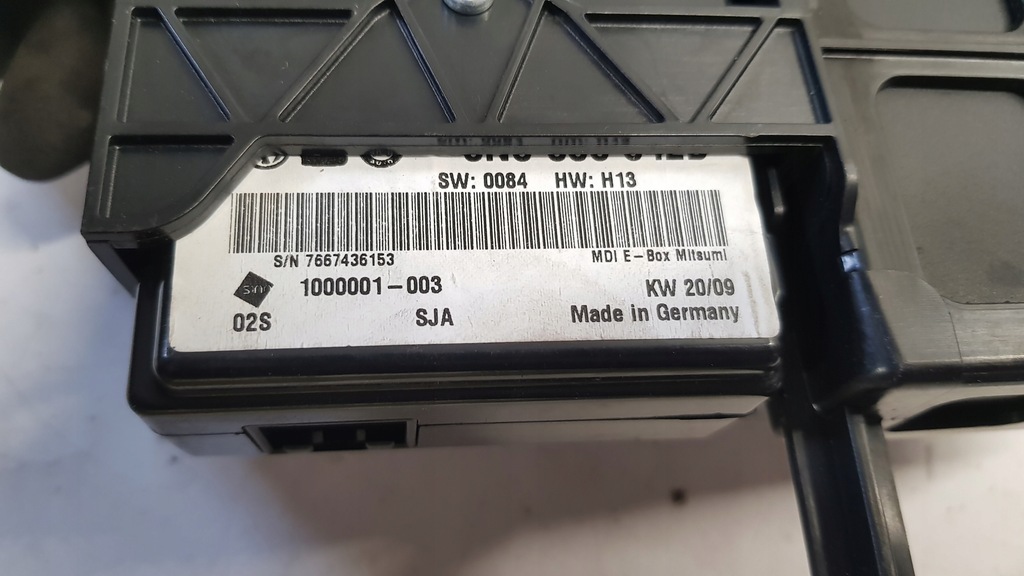 SW: 0084 HW: H13
S/N 7667436153 MDI E-Box Mitsumi
1000001-003 KW 20/09
02S SJA Made in Germany